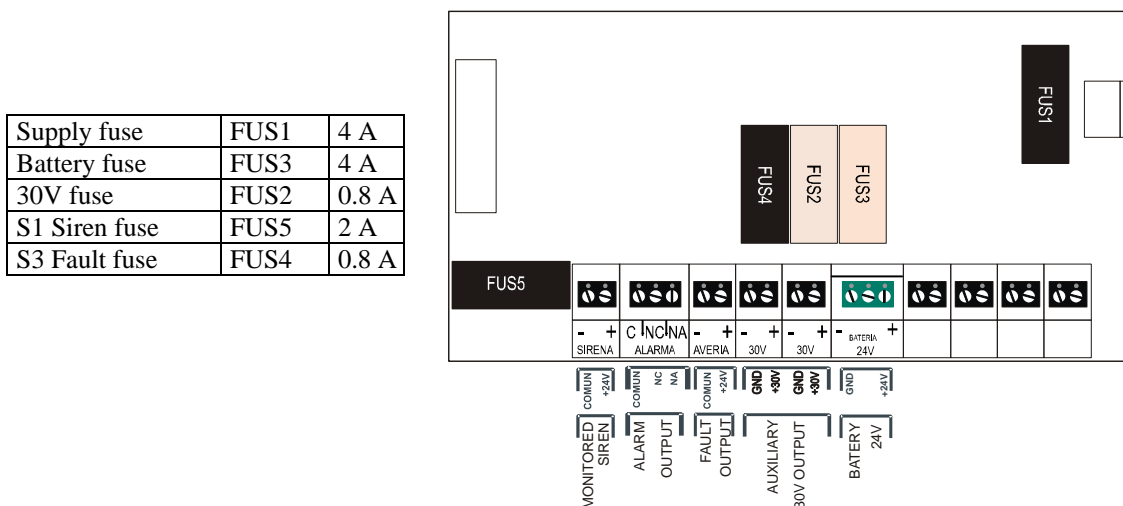 Supply fuse FUS1 4 A
Battery fuse FUS3 4 A
30V fuse FUS2 0.8 A
S1 Siren fuse FUS5 2 A
S3 Fault fuse FUS4 0.8 A
FUS1
FUS4 FUS2 FUS3
FUS5
- + C NC NA - + - + - + - BATERIA +
SIRENA ALARMA AVERIA 30V 30V 24V
COMUN +24V COMUN NC NA COMUN +24V GND +30V GND +30V GND +24V
MONITORED SIREN
ALARM OUTPUT
FAULT OUTPUT
AUXILIARY 30V OUTPUT
BATERY 24V